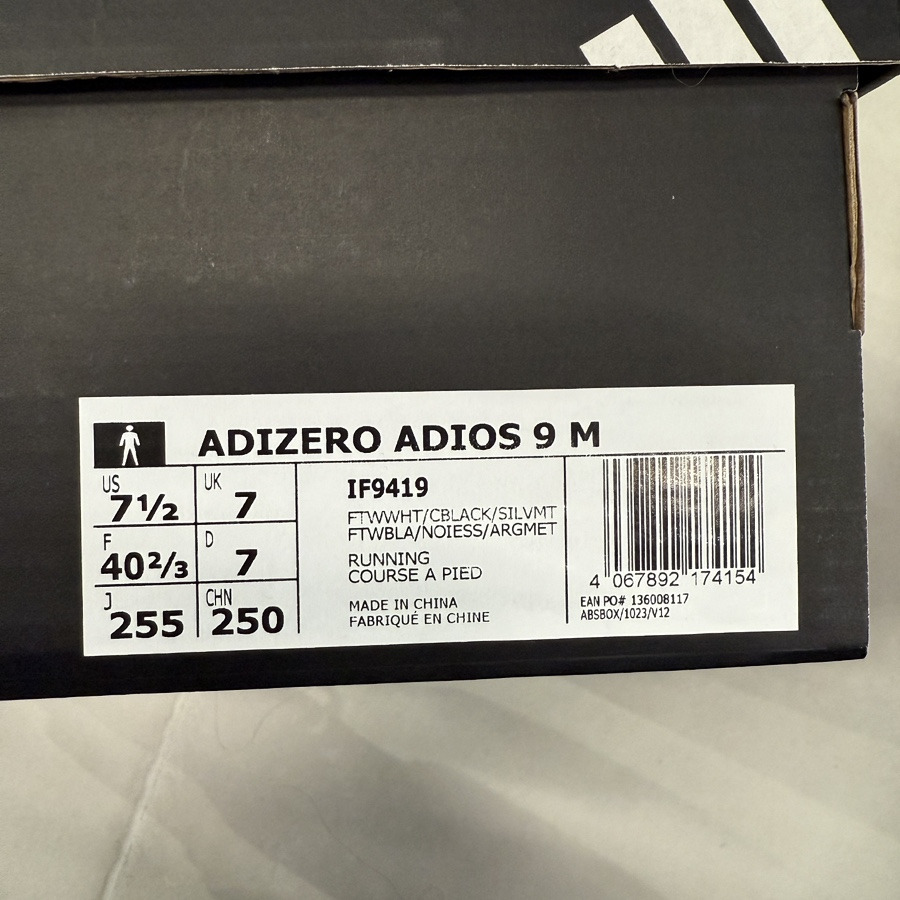 ADIZERO ADIOS 9 M
US 7½
UK 7
F 40⅔
D 7
J 255
CHN 250
IF9419
FTWWHT/CBLACK/SILVMT
FTWBLA/NOIESS/ARGMET
RUNNING
COURSE A PIED
MADE IN CHINA
FABRIQUÉ EN CHINE
4 067892 174154
EAN PO# 136008117
ABSBOX/1023/V12